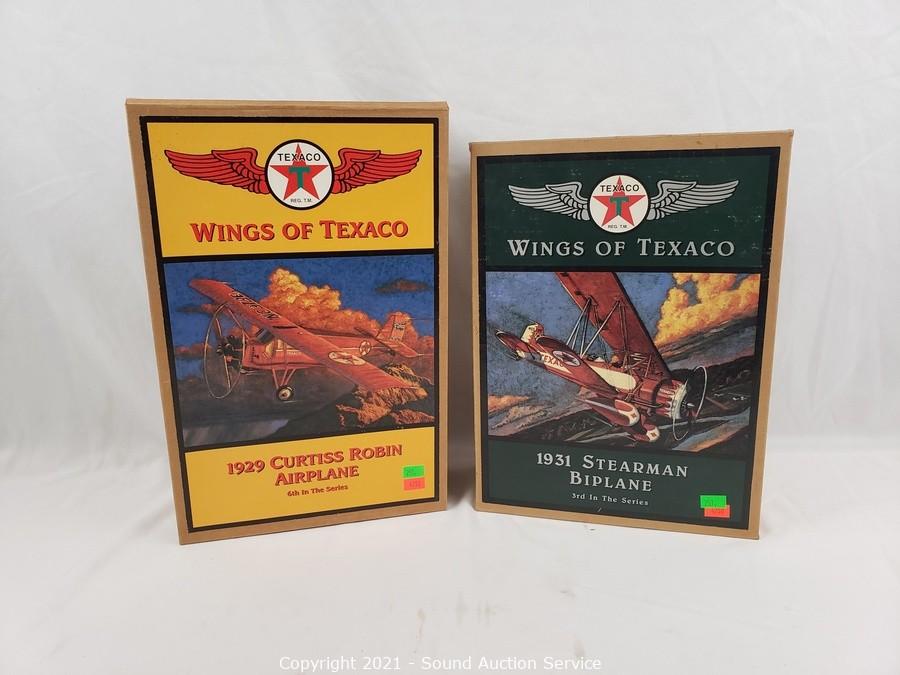 TEXACO
T
REG. T.M.
WINGS OF TEXACO
1929 CURTISS ROBIN
AIRPLANE
6th In The Series
TEXACO
T
REG. T.M.
WINGS OF TEXACO
TEXACO
1931 STEARMAN
BIPLANE
3rd In The Series
Copyright 2021 - Sound Auction Service